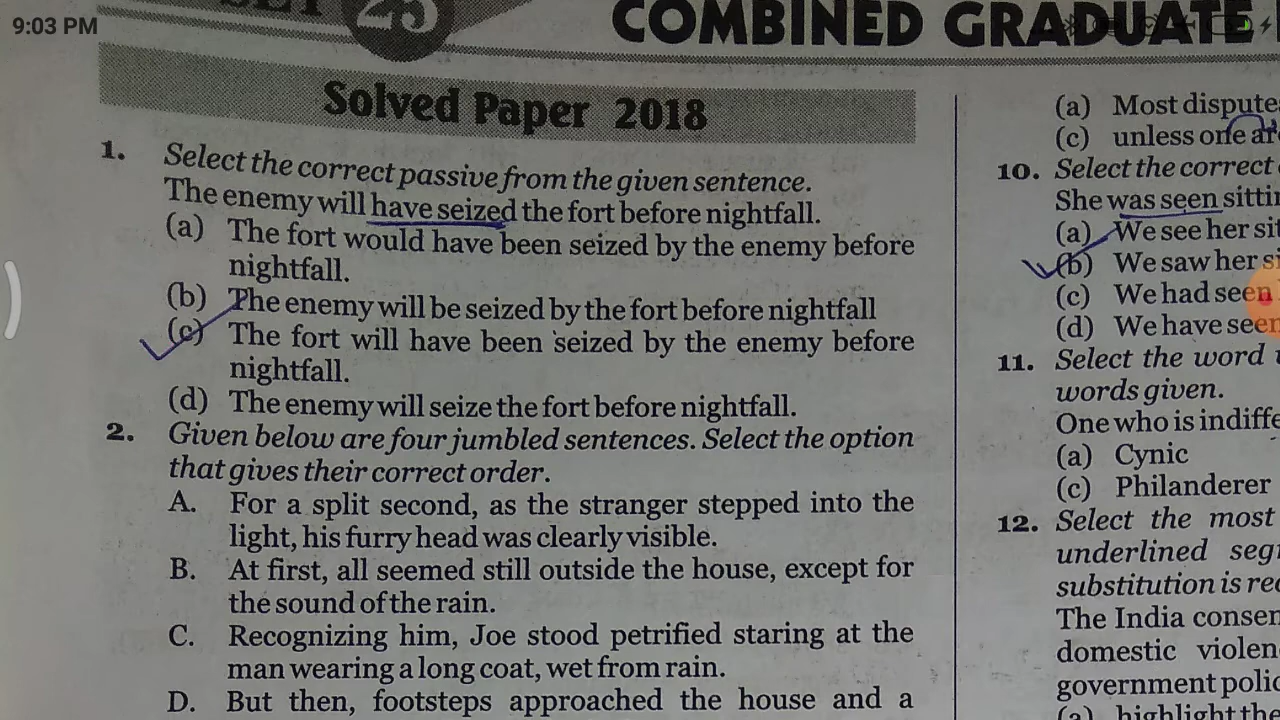 9:03 PM
25
COMBINED GRADUATE
Solved Paper 2018
1. Select the correct passive from the given sentence.
The enemy will have seized the fort before nightfall.
(a) The fort would have been seized by the enemy before
nightfall.
(b) The enemy will be seized by the fort before nightfall
(c) The fort will have been seized by the enemy before
nightfall.
(d) The enemy will seize the fort before nightfall.
2. Given below are four jumbled sentences. Select the option
that gives their correct order.
A. For a split second, as the stranger stepped into the
light, his furry head was clearly visible.
B. At first, all seemed still outside the house, except for
the sound of the rain.
C. Recognizing him, Joe stood petrified staring at the
man wearing a long coat, wet from rain.
D. But then, footsteps approached the house and a
(a) Most dispute
(c) unless one
10. Select the correct
She was seen
(a) We see her
(b) We saw her
(c) We had seen
(d) We have seen
11. Select the word
words given.
One who is
(a) Cynic
(c) Philanderer
12. Select the most
underlined
substitution is
The India
domestic
government
(a) highlight the